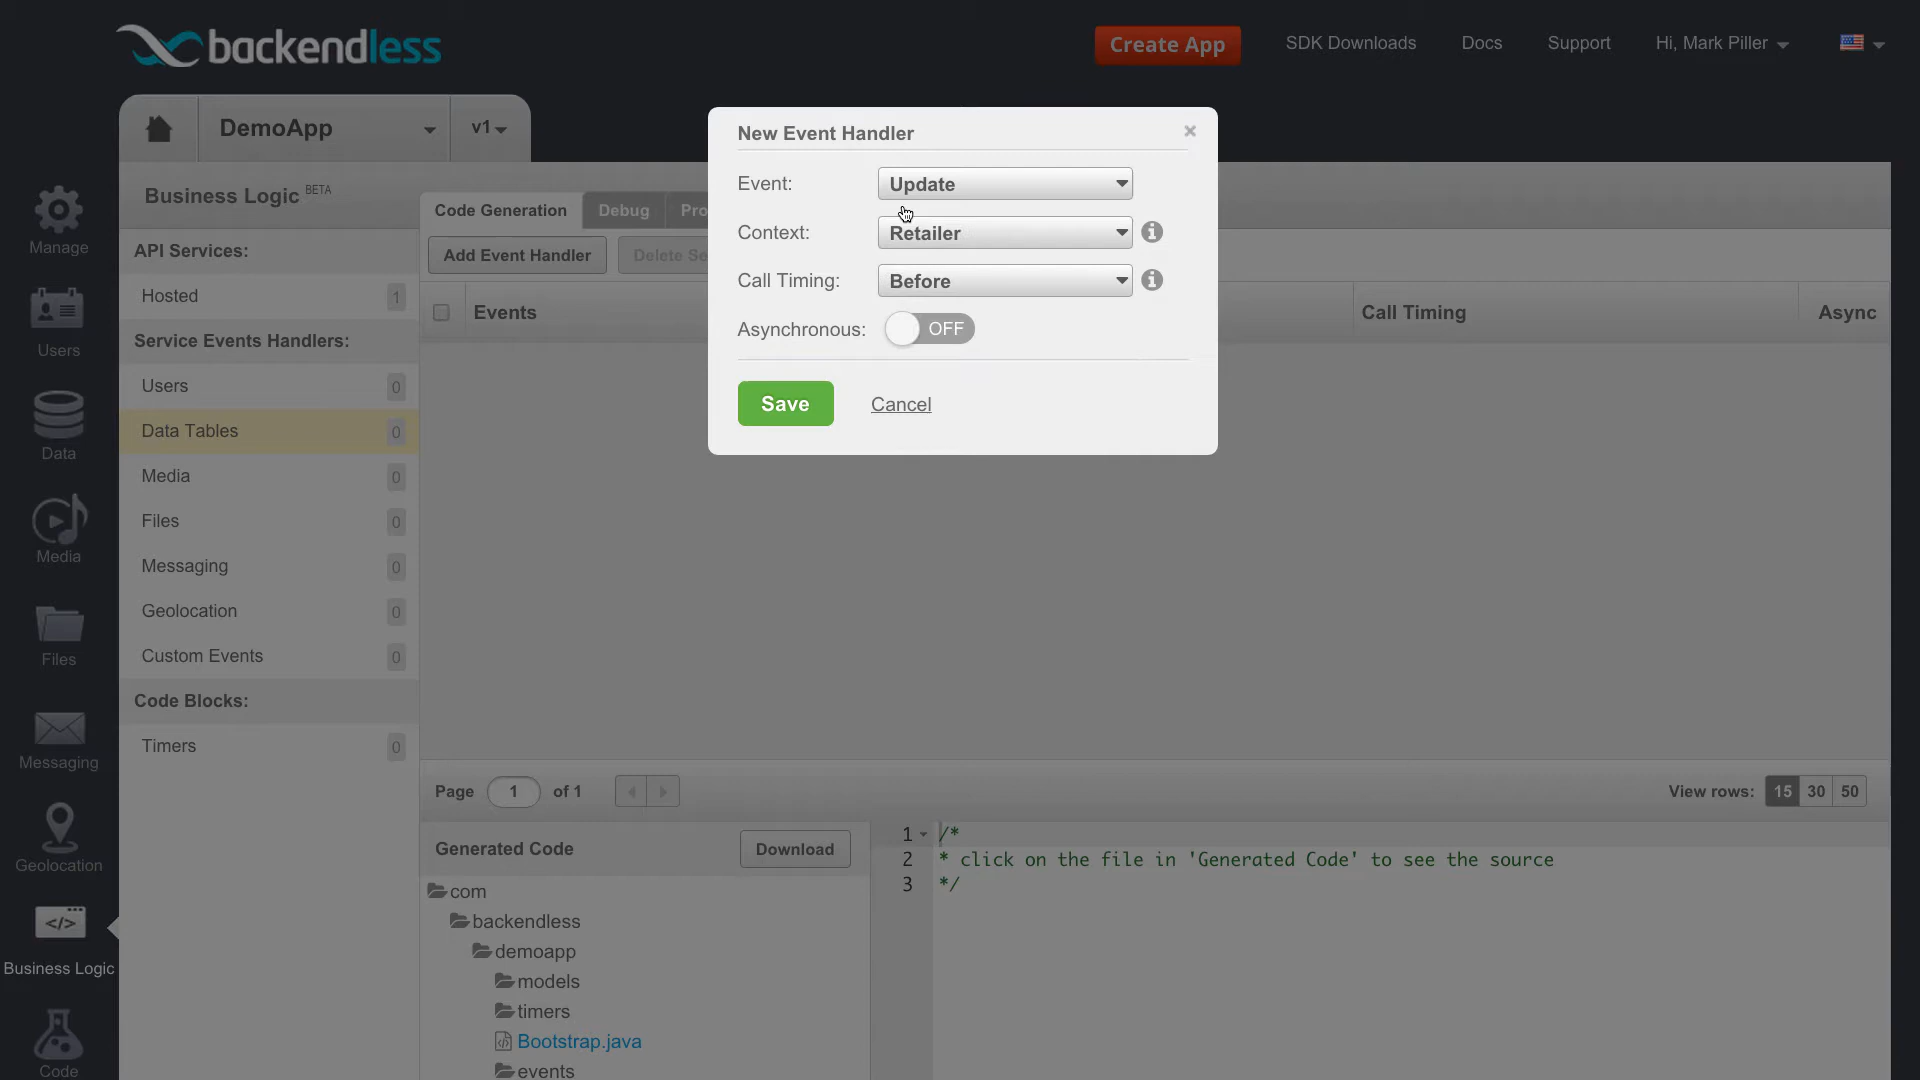 backendless
Create App
SDK Downloads
Docs
Support
Hi, Mark Piller
DemoApp
v1
Business Logic BETA
Code Generation
Debug
Pro
Add Event Handler
Delete Se
Events
Call Timing
Async
New Event Handler
×
Event:
Update
Context:
Retailer
Call Timing:
Before
Asynchronous:
OFF
Save
Cancel
Manage
Users
Data
Media
Files
Messaging
Geolocation
Business Logic
Code
API Services:
Hosted 1
Service Events Handlers:
Users 0
Data Tables 0
Media 0
Files 0
Messaging 0
Geolocation 0
Custom Events 0
Code Blocks:
Timers 0
Page 1 of 1
View rows: 15 30 50
Generated Code
Download
com
backendless
demoapp
models
timers
Bootstrap.java
events
1 /*
2 * click on the file in 'Generated Code' to see the source
3 */